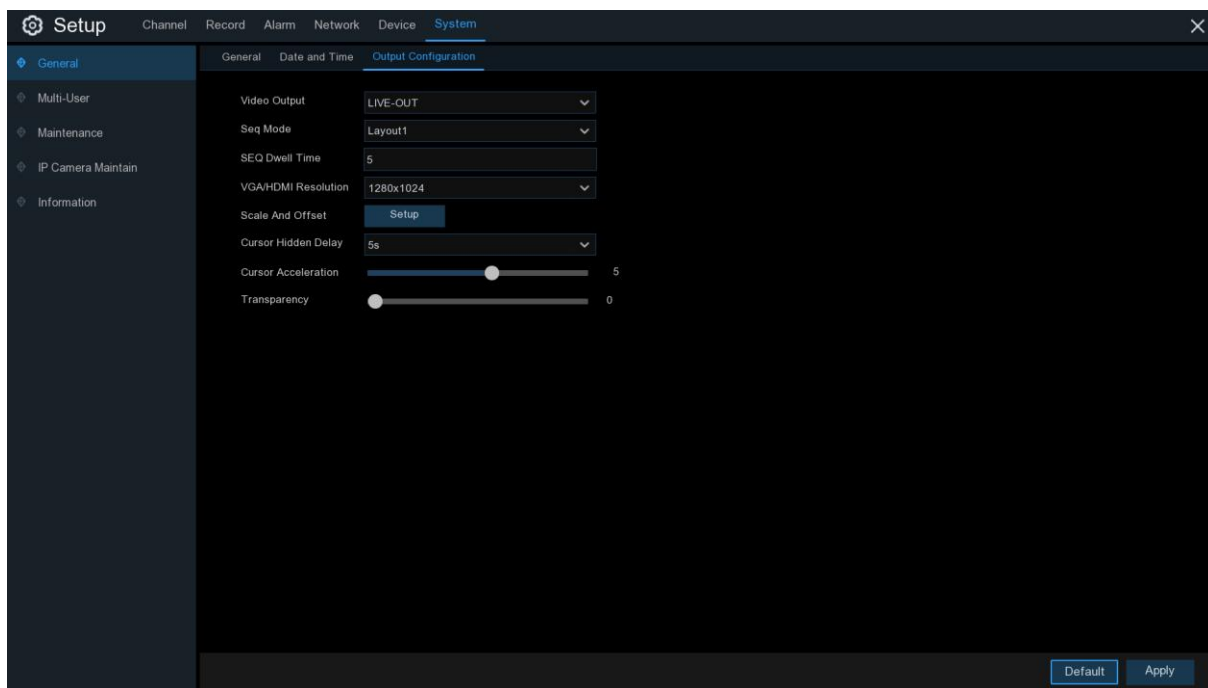 Setup Channel Record Alarm Network Device System
General
Multi-User
Maintenance
IP Camera Maintain
Information
General Date and Time Output Configuration
Video Output LIVE-OUT
Seq Mode Layout1
SEQ Dwell Time 5
VGA/HDMI Resolution 1280x1024
Scale And Offset Setup
Cursor Hidden Delay 5s
Cursor Acceleration 5
Transparency 0
Default Apply